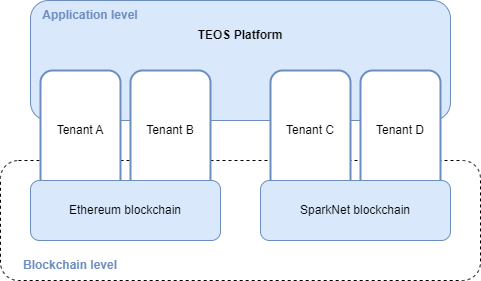 Application level
TEOS Platform
Tenant A
Tenant B
Tenant C
Tenant D
Ethereum blockchain
SparkNet blockchain
Blockchain level